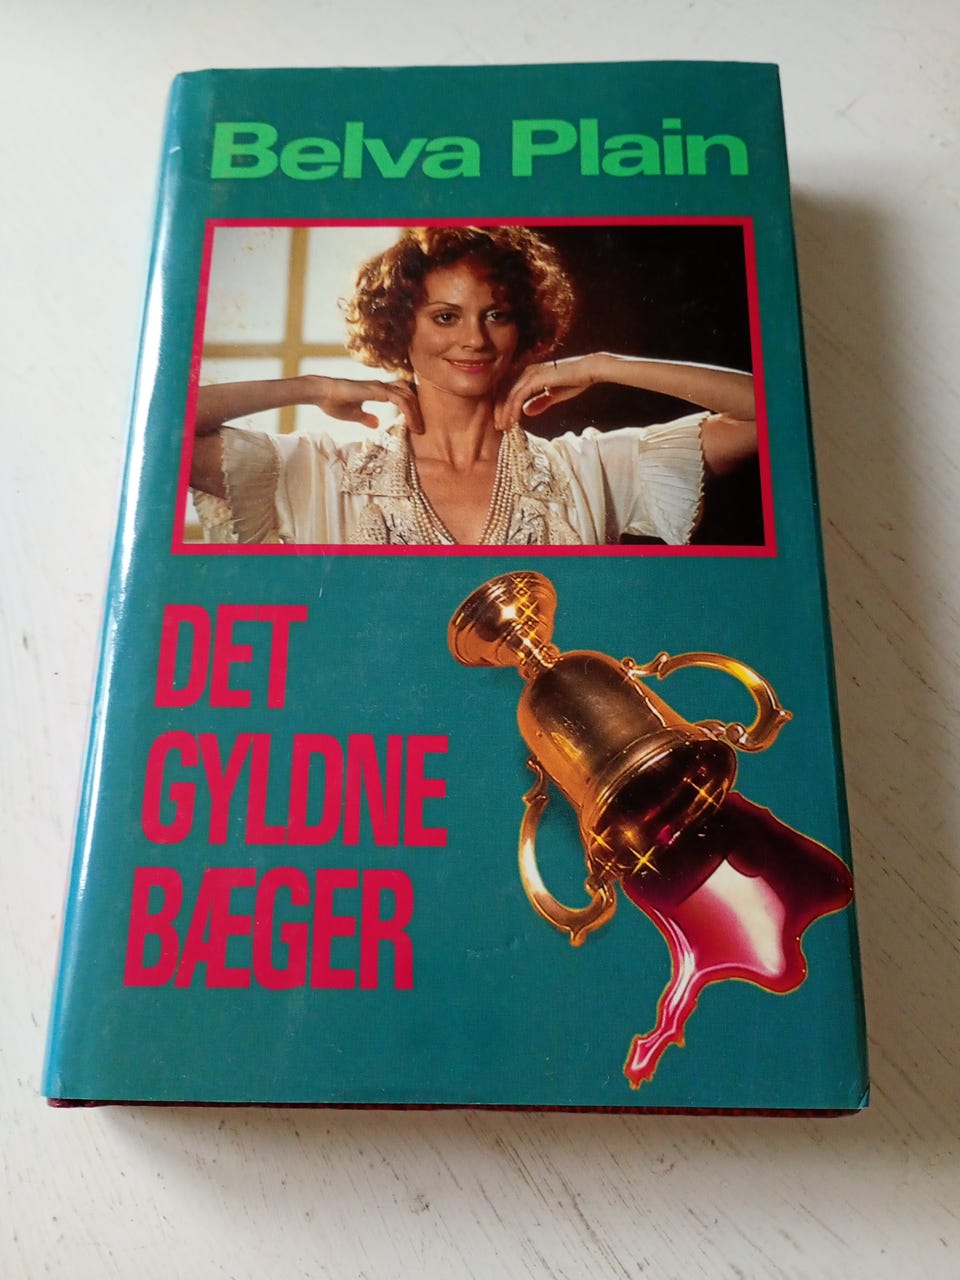 Belva Plain
DET
GYLDNE
BÆGER